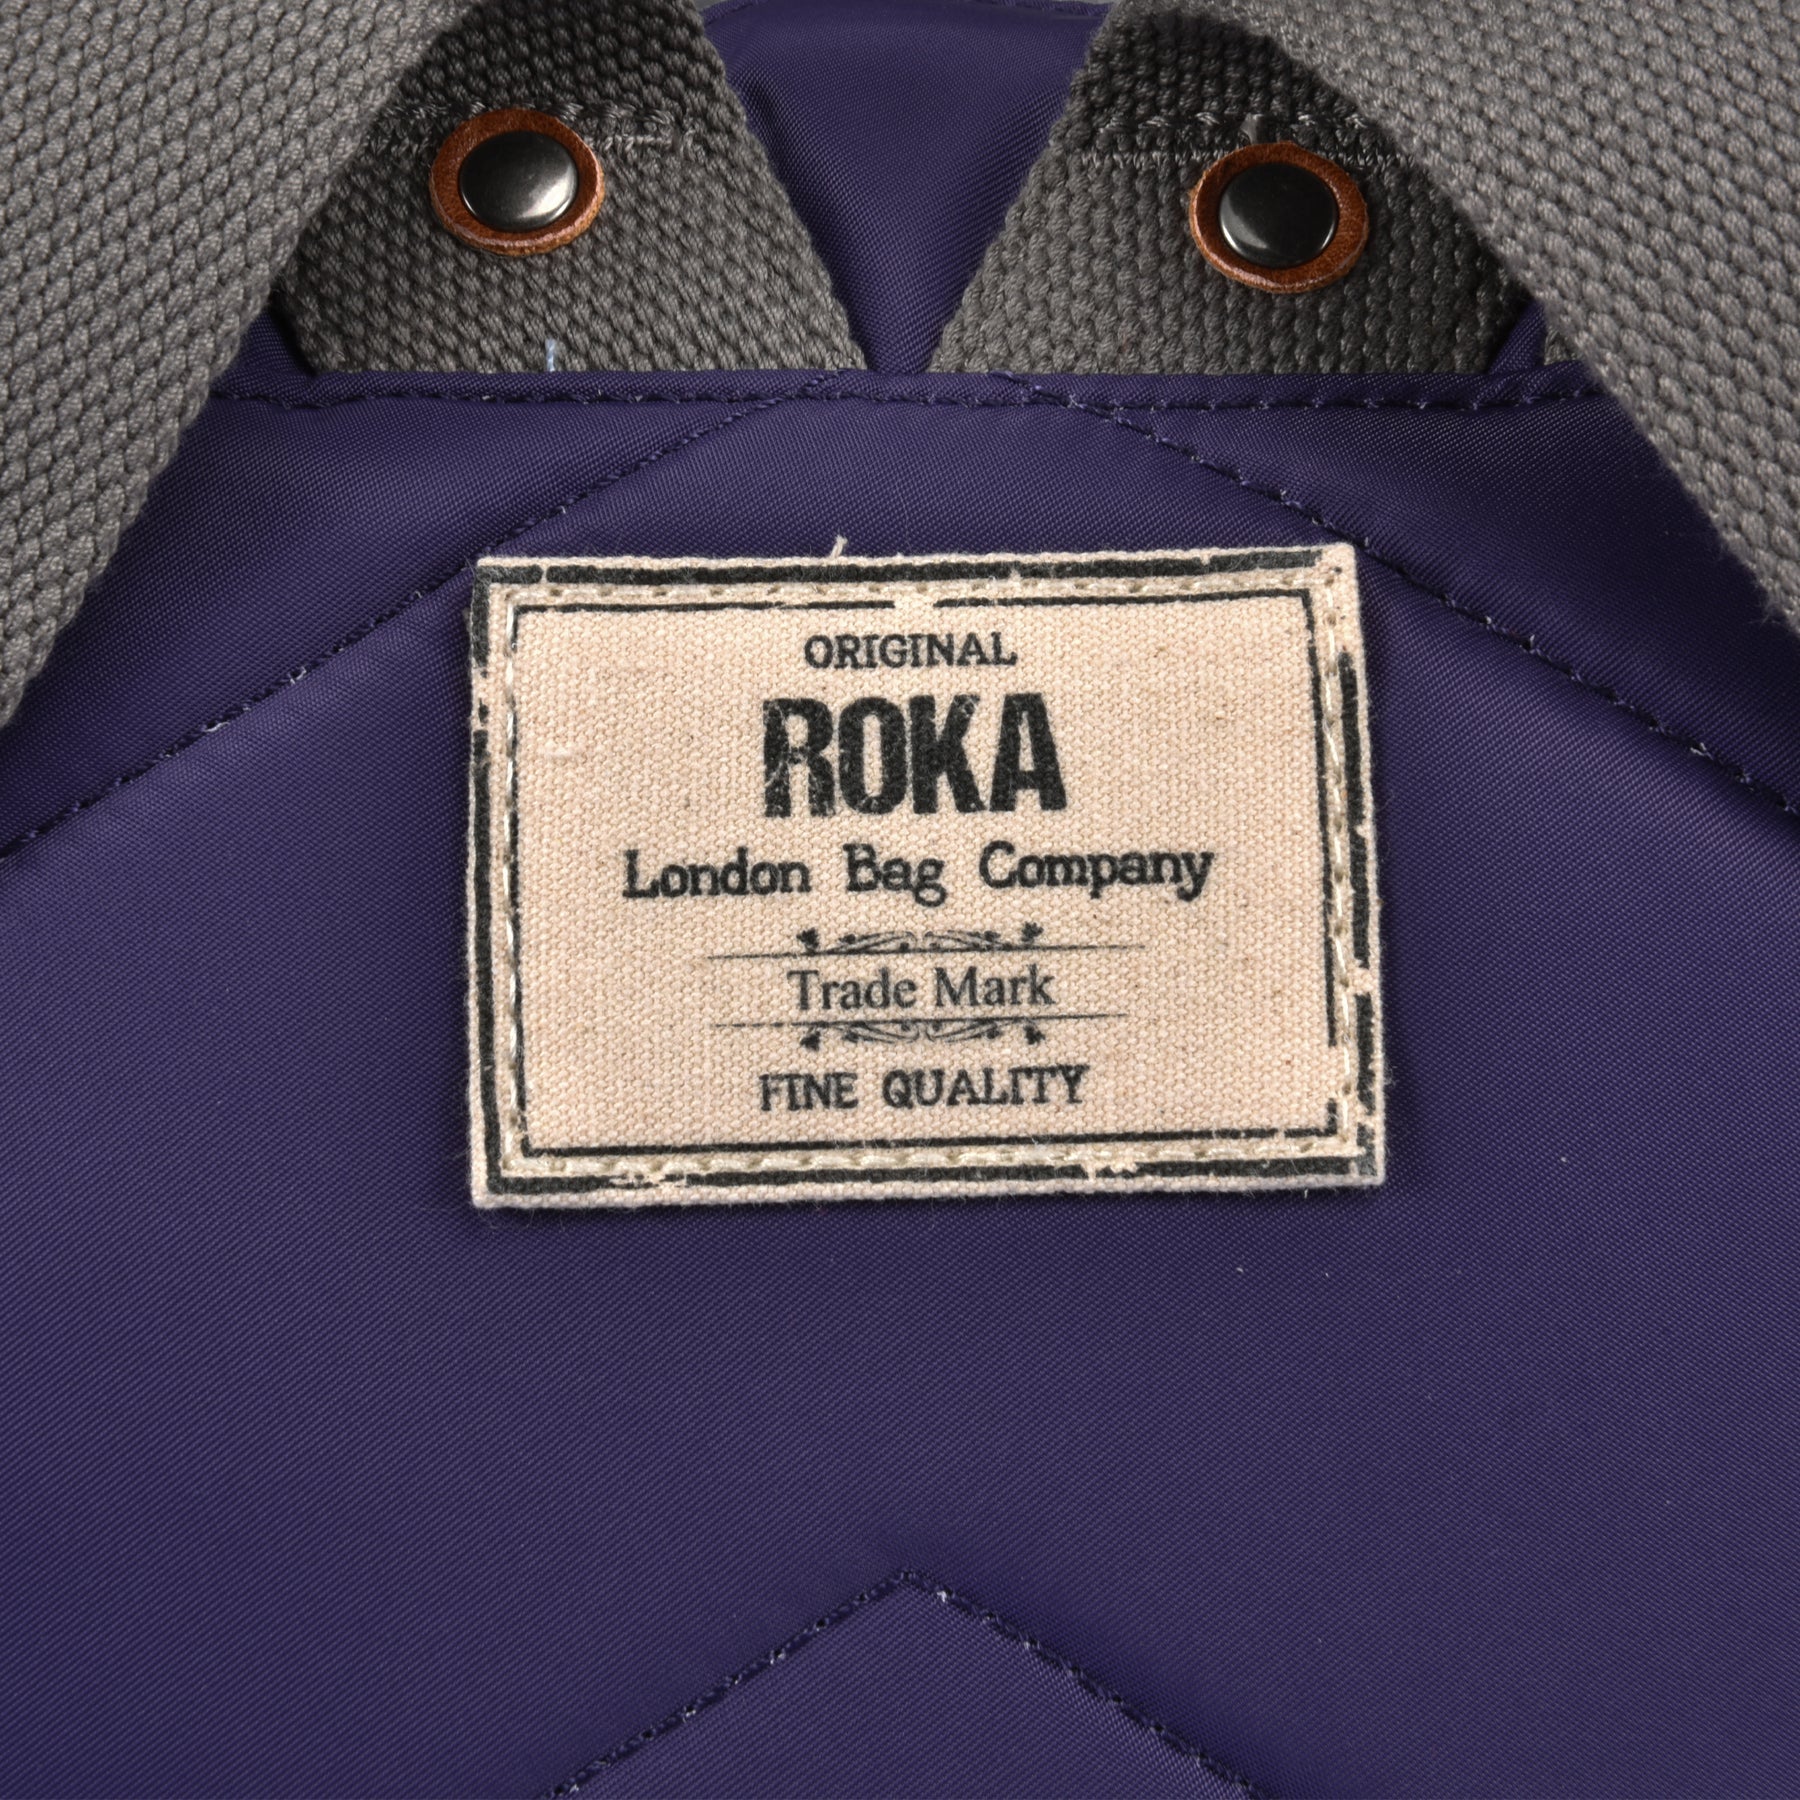 ORIGINAL
ROKA
London Bag Company
Trade Mark
FINE QUALITY